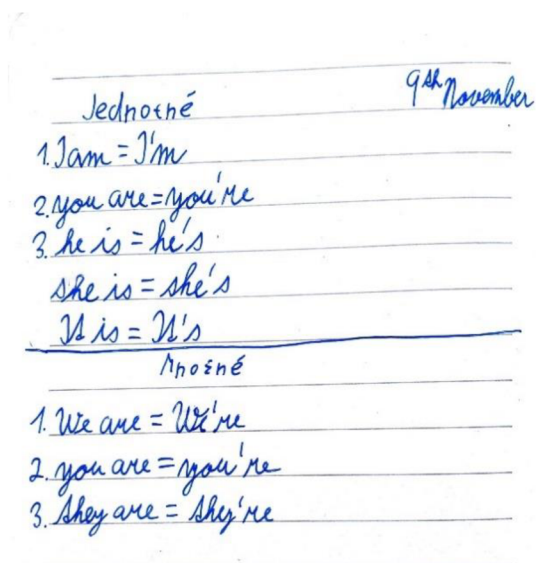 9th November
Jednotné
1. I am = I'm
2. you are = you're
3. he is = he's
she is = she's
It is = It's
Množné
1. We are = We're
2. you are = you're
3. they are = they're